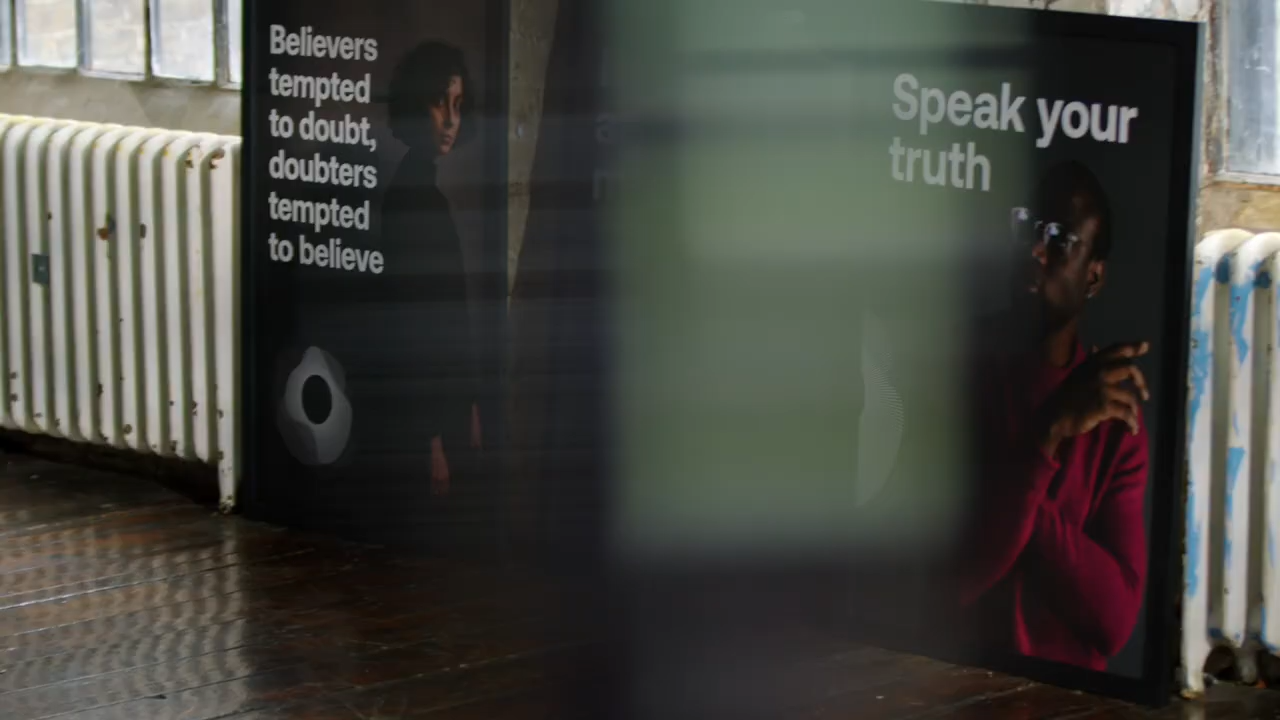 Believers
tempted
to doubt,
doubters
tempted
to believe
Speak your
truth